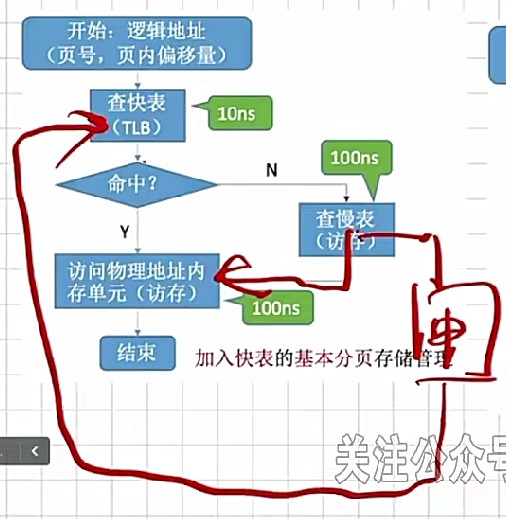 开始：逻辑地址
（页号，页内偏移量）
查快表
（TLB）
10ns
命中？
N
100ns
Y
查慢表
（访存）
访问物理地址内
存单元（访存）
100ns
结束
加入快表的基本分页存储管理
关注公众号